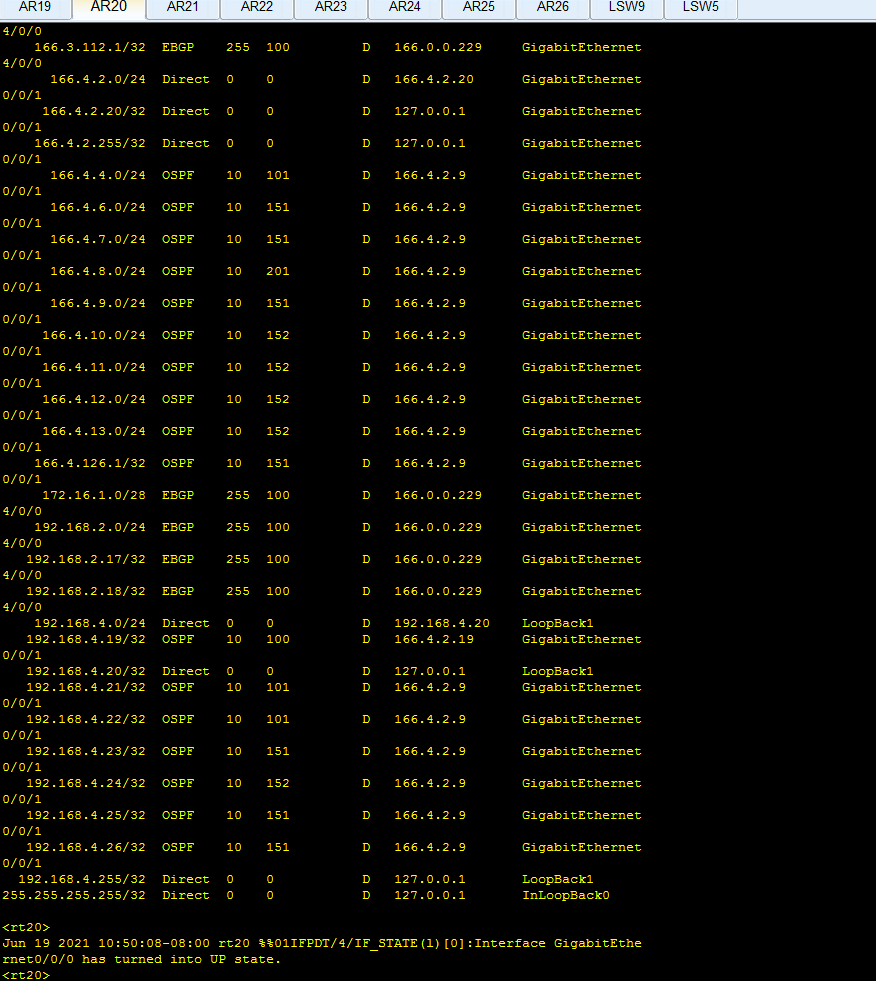 AR19 AR20 AR21 AR22 AR23 AR24 AR25 AR26 LSW9 LSW5
4/0/0
166.3.112.1/32 EBGP 255 100 D 166.0.0.229 GigabitEthernet
4/0/0
166.4.2.0/24 Direct 0 0 D 166.4.2.20 GigabitEthernet
0/0/1
166.4.2.20/32 Direct 0 0 D 127.0.0.1 GigabitEthernet
0/0/1
166.4.2.255/32 Direct 0 0 D 127.0.0.1 GigabitEthernet
0/0/1
166.4.4.0/24 OSPF 10 101 D 166.4.2.9 GigabitEthernet
0/0/1
166.4.6.0/24 OSPF 10 151 D 166.4.2.9 GigabitEthernet
0/0/1
166.4.7.0/24 OSPF 10 151 D 166.4.2.9 GigabitEthernet
0/0/1
166.4.8.0/24 OSPF 10 201 D 166.4.2.9 GigabitEthernet
0/0/1
166.4.9.0/24 OSPF 10 151 D 166.4.2.9 GigabitEthernet
0/0/1
166.4.10.0/24 OSPF 10 152 D 166.4.2.9 GigabitEthernet
0/0/1
166.4.11.0/24 OSPF 10 152 D 166.4.2.9 GigabitEthernet
0/0/1
166.4.12.0/24 OSPF 10 152 D 166.4.2.9 GigabitEthernet
0/0/1
166.4.13.0/24 OSPF 10 152 D 166.4.2.9 GigabitEthernet
0/0/1
166.4.126.1/32 OSPF 10 151 D 166.4.2.9 GigabitEthernet
0/0/1
172.16.1.0/28 EBGP 255 100 D 166.0.0.229 GigabitEthernet
4/0/0
192.168.2.0/24 EBGP 255 100 D 166.0.0.229 GigabitEthernet
4/0/0
192.168.2.17/32 EBGP 255 100 D 166.0.0.229 GigabitEthernet
4/0/0
192.168.2.18/32 EBGP 255 100 D 166.0.0.229 GigabitEthernet
4/0/0
192.168.4.0/24 Direct 0 0 D 192.168.4.20 LoopBack1
192.168.4.19/32 OSPF 10 100 D 166.4.2.19 GigabitEthernet
0/0/1
192.168.4.20/32 Direct 0 0 D 127.0.0.1 LoopBack1
192.168.4.21/32 OSPF 10 101 D 166.4.2.9 GigabitEthernet
0/0/1
192.168.4.22/32 OSPF 10 101 D 166.4.2.9 GigabitEthernet
0/0/1
192.168.4.23/32 OSPF 10 151 D 166.4.2.9 GigabitEthernet
0/0/1
192.168.4.24/32 OSPF 10 152 D 166.4.2.9 GigabitEthernet
0/0/1
192.168.4.25/32 OSPF 10 151 D 166.4.2.9 GigabitEthernet
0/0/1
192.168.4.26/32 OSPF 10 151 D 166.4.2.9 GigabitEthernet
0/0/1
192.168.4.255/32 Direct 0 0 D 127.0.0.1 LoopBack1
255.255.255.255/32 Direct 0 0 D 127.0.0.1 InLoopBack0
<rt20>
Jun 19 2021 10:50:08-08:00 rt20 %%01IFPDT/4/IF_STATE(l)[0]:Interface GigabitEthe
rnet0/0/0 has turned into UP state.
<rt20>